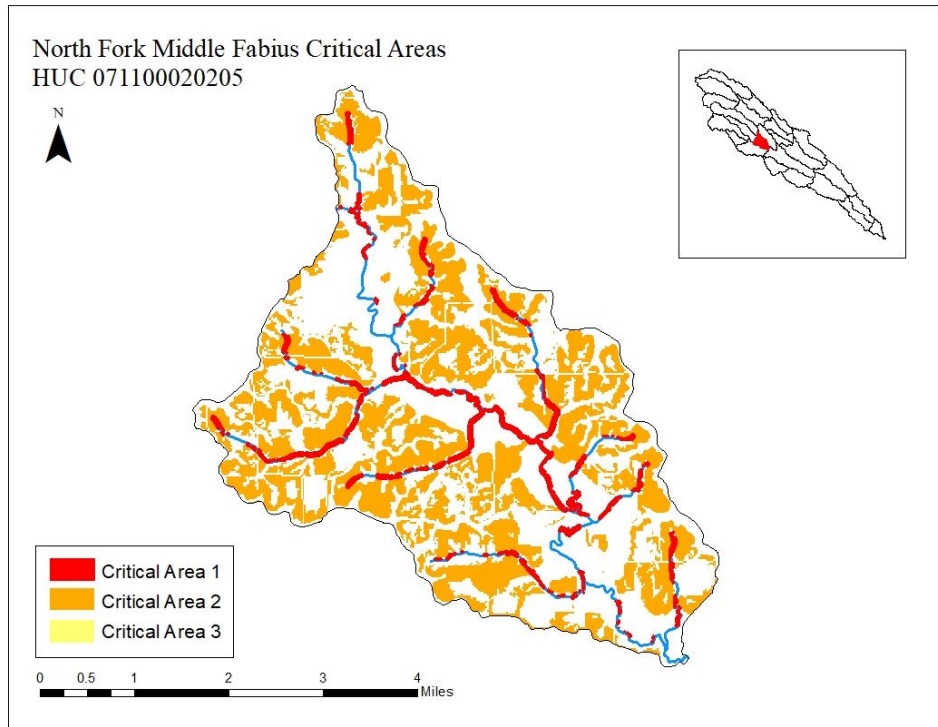 North Fork Middle Fabius Critical Areas
HUC 071100020205
N
Critical Area 1
Critical Area 2
Critical Area 3
0 0.5 1 2 3 4 Miles